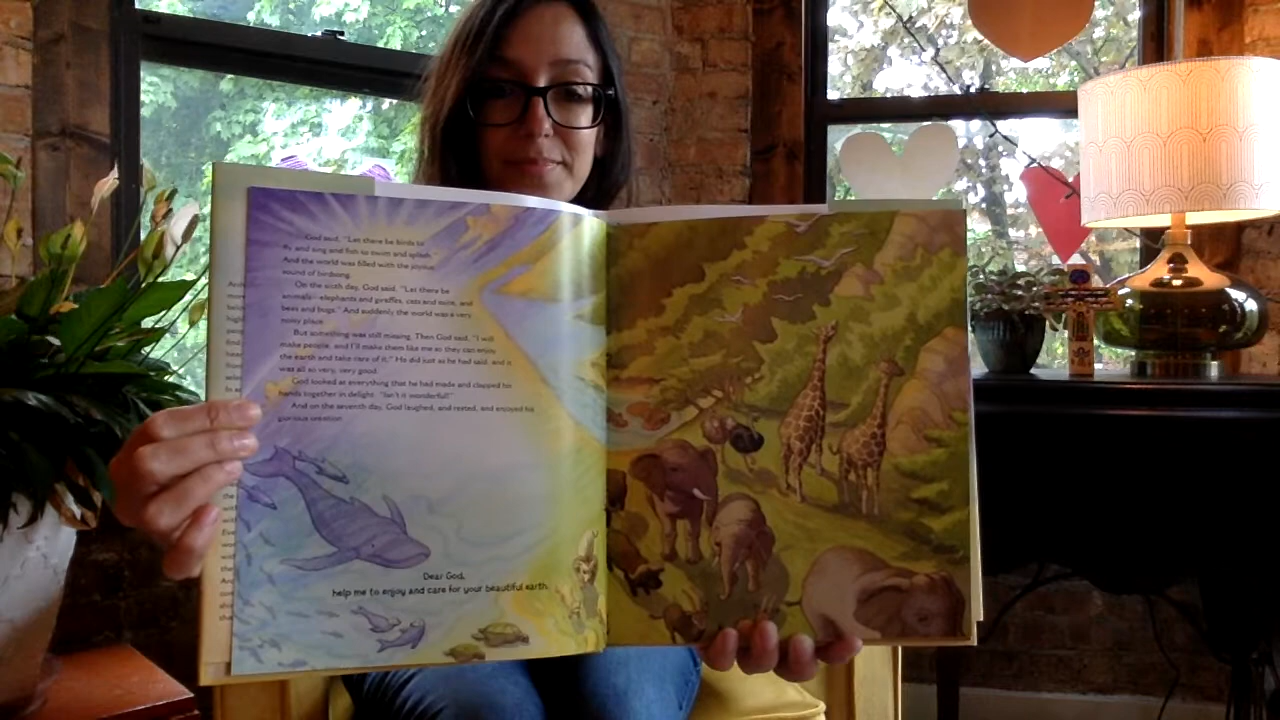 God said, "Let there be birds to
fly and sing and fish to swim and splash."
And the world was filled with the joyous
sound of birdsong.
On the sixth day, God said, "Let there be
animals—elephants and giraffes, cats and mice, and
bees and bugs." And suddenly the world was a very
noisy place.
But something was still missing. Then God said, "I will
make people, and I'll make them like me so they can enjoy
the earth and take care of it." He did just as he had said, and it
was all so very, very good.
God looked at everything that he had made and clapped his
hands together in delight. "Isn't it wonderful!"
And on the seventh day, God laughed, and rested, and enjoyed his
glorious creation.
Dear God,
help me to enjoy and care for your beautiful earth.